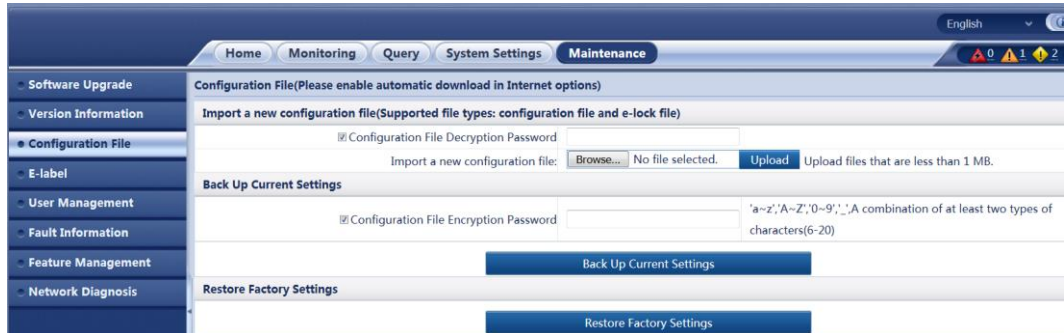 English
Home Monitoring Query System Settings Maintenance
0 1 2
Software Upgrade
Version Information
Configuration File
E-label
User Management
Fault Information
Feature Management
Network Diagnosis
Configuration File(Please enable automatic download in Internet options)
Import a new configuration file(Supported file types: configuration file and e-lock file)
Configuration File Decryption Password
Import a new configuration file: Browse... No file selected. Upload Upload files that are less than 1 MB.
Back Up Current Settings
Configuration File Encryption Password
'a~z','A~Z','0~9','_',A combination of at least two types of
characters(6-20)
Back Up Current Settings
Restore Factory Settings
Restore Factory Settings